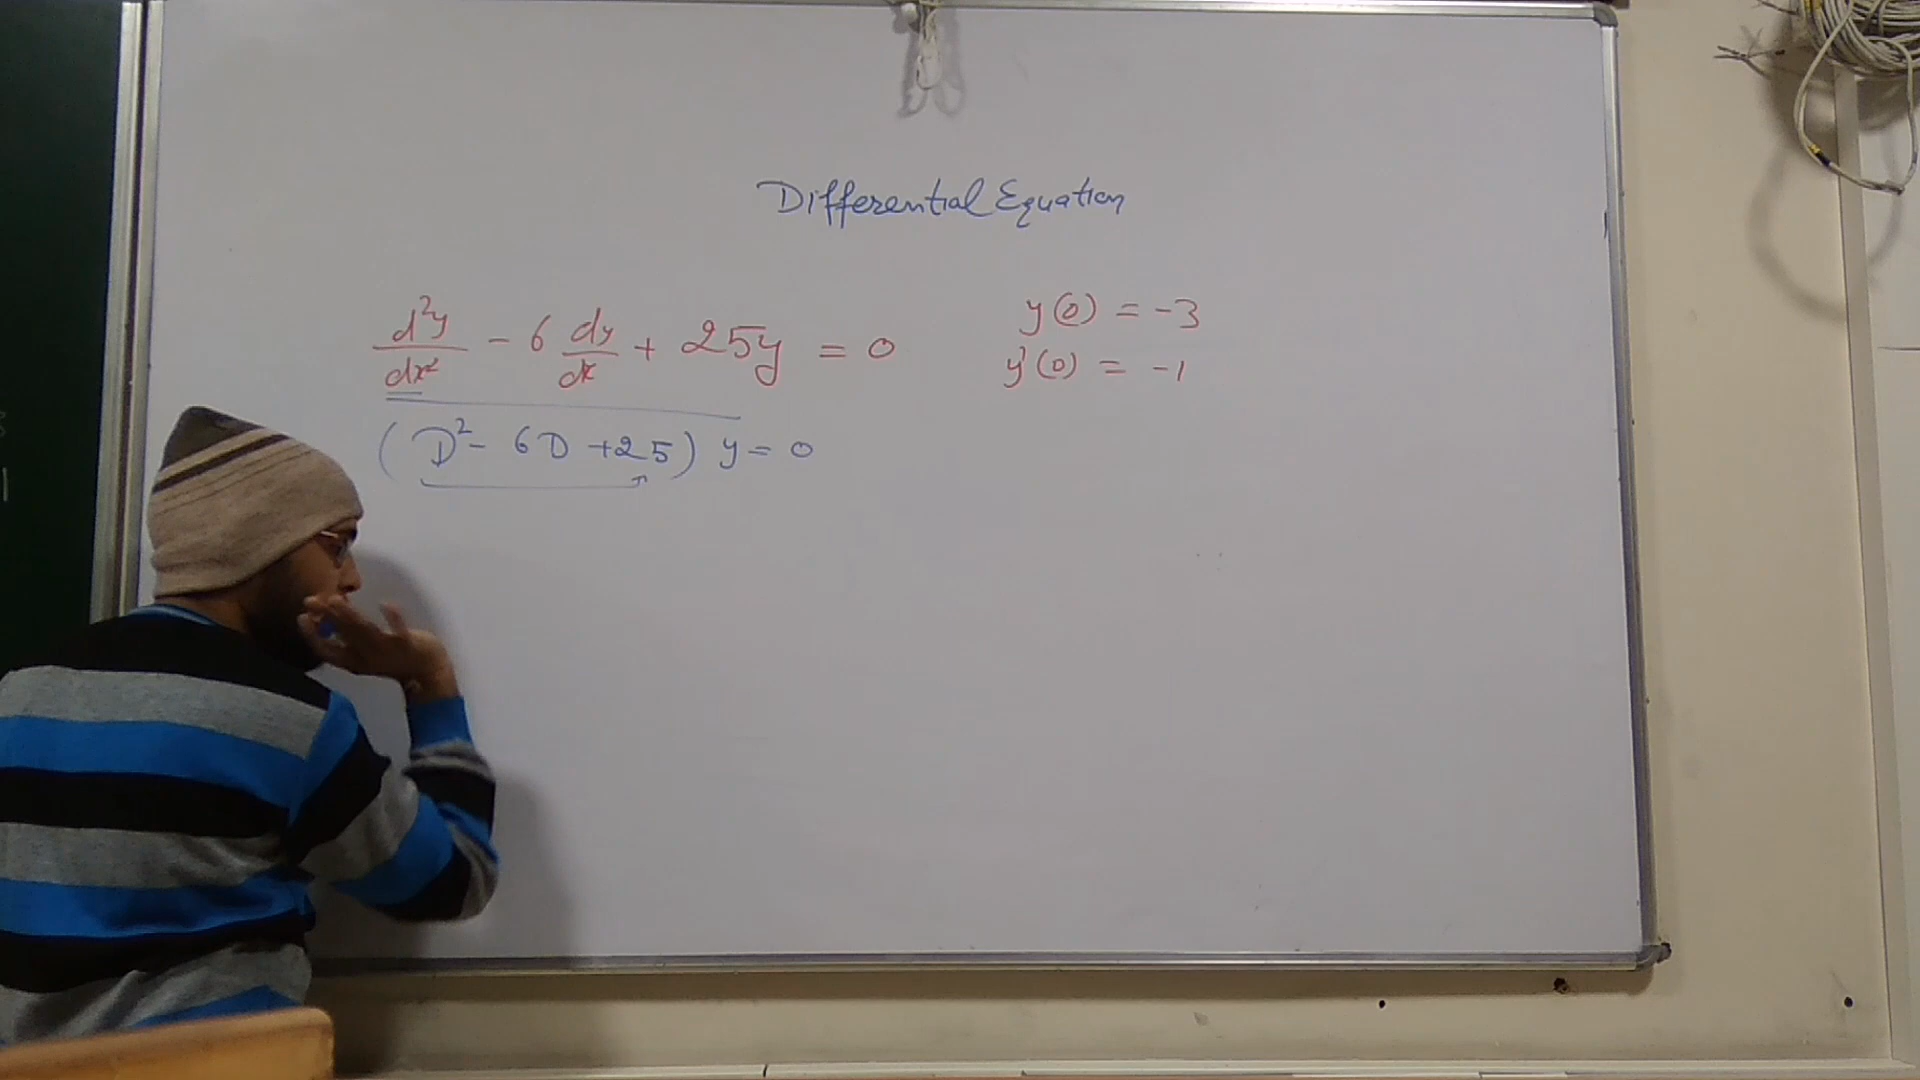 Differential Equation
d²y/dx² - 6 dy/dx + 25y = 0
y(0) = -3
y'(0) = -1
(D² - 6D + 25) y = 0